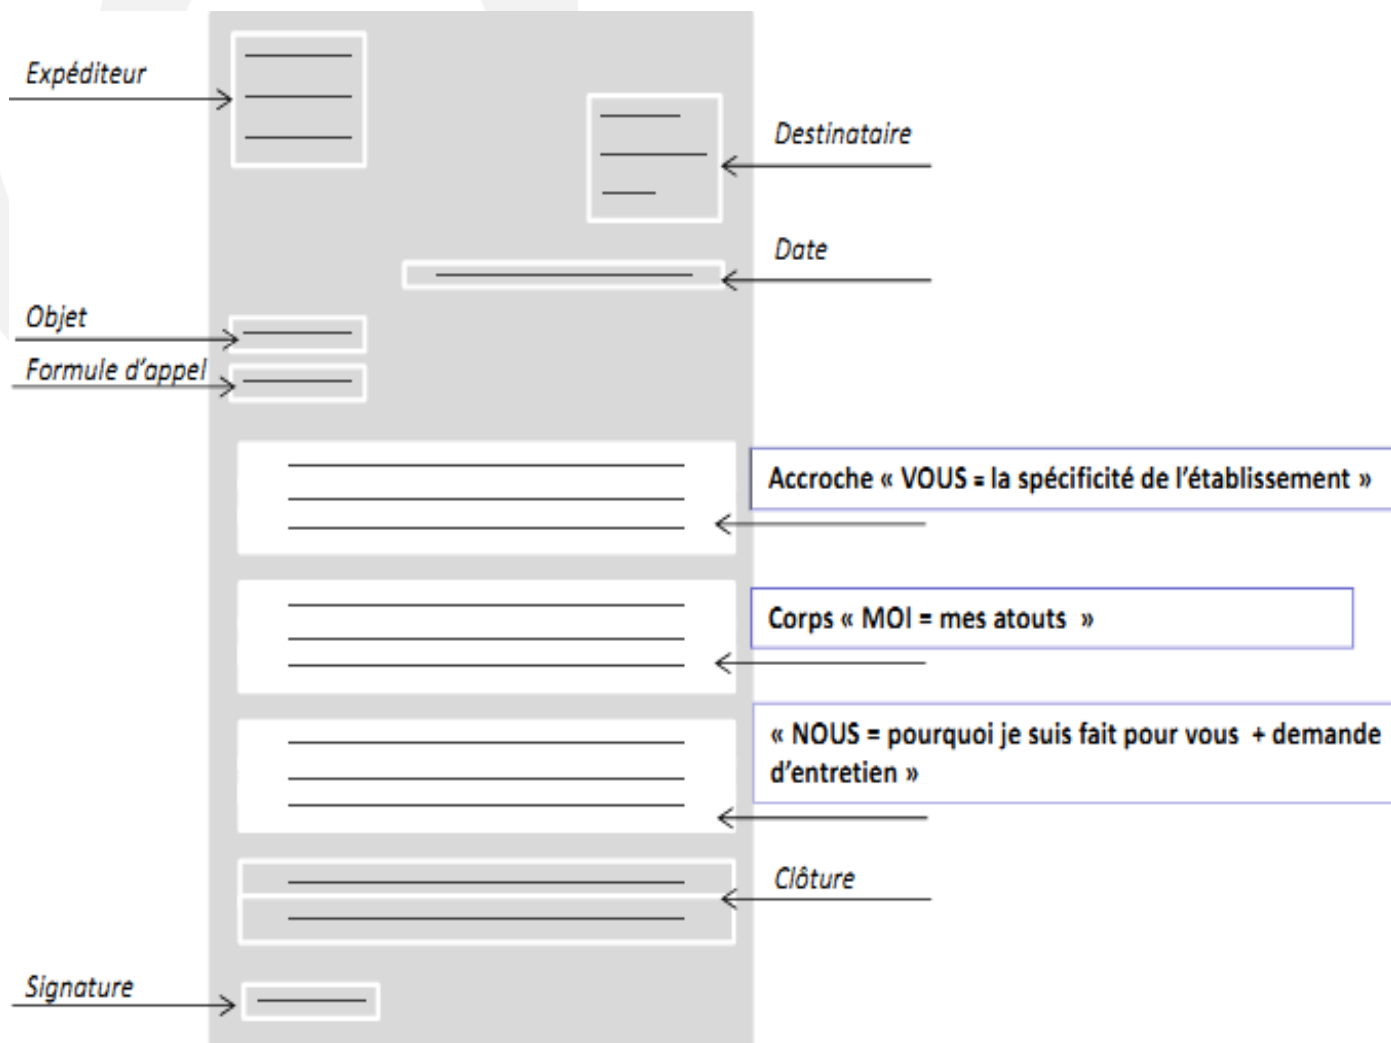 Expéditeur
Destinataire
Date
Objet
Formule d'appel
Accroche « VOUS = la spécificité de l'établissement »
Corps « MOI = mes atouts »
« NOUS = pourquoi je suis fait pour vous + demande
d'entretien »
Clôture
Signature